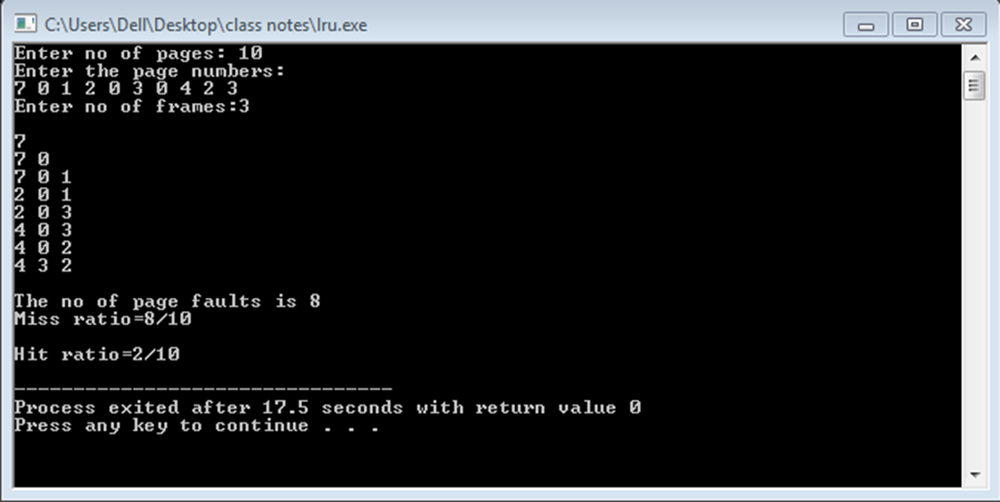 C:\Users\Dell\Desktop\class notes\lru.exe
Enter no of pages: 10
Enter the page numbers:
7 0 1 2 0 3 0 4 2 3
Enter no of frames:3
7
7 0
7 0 1
2 0 1
2 0 3
4 0 3
4 0 2
4 3 2
The no of page faults is 8
Miss ratio=8/10
Hit ratio=2/10
--------------------------------
Process exited after 17.5 seconds with return value 0
Press any key to continue . . .